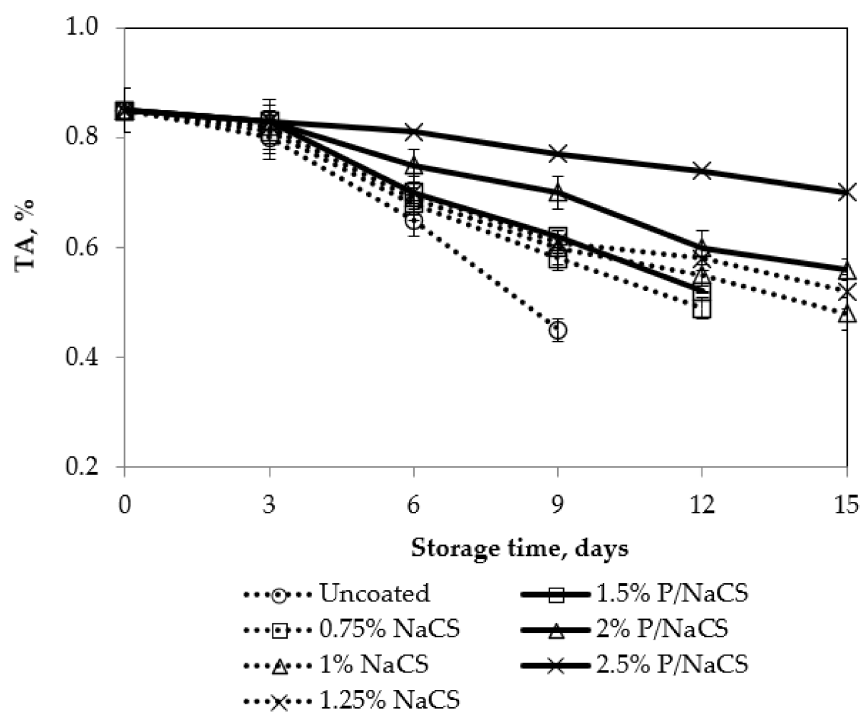 1.0
0.8
0.6
0.4
0.2
TA, %
0 3 6 9 12 15
Storage time, days
Uncoated 1.5% P/NaCS
0.75% NaCS 2% P/NaCS
1% NaCS 2.5% P/NaCS
1.25% NaCS